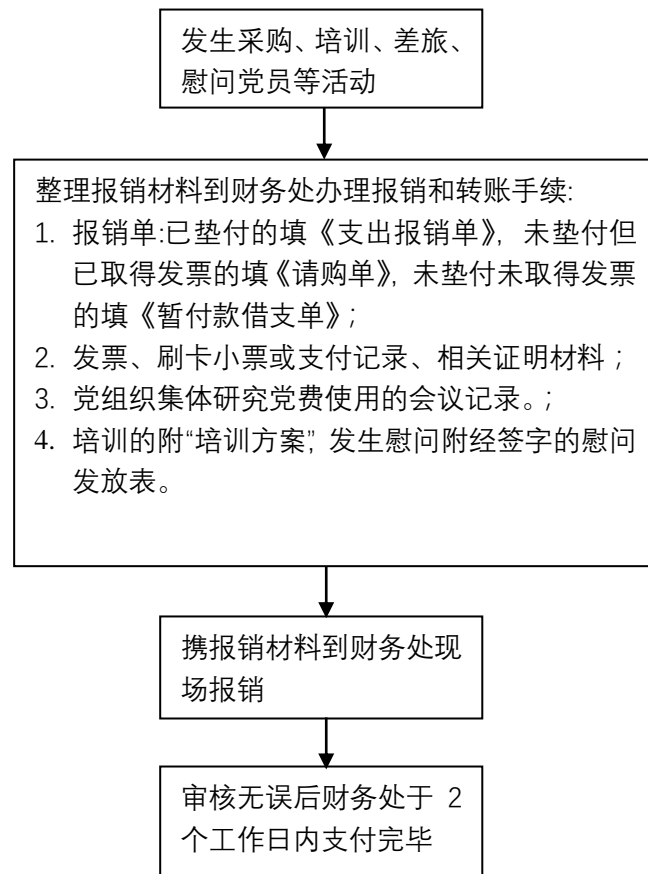 发生采购、培训、差旅、
慰问党员等活动
整理报销材料到财务处办理报销和转账手续:
1. 报销单:已垫付的填《支出报销单》，未垫付但
已取得发票的填《请购单》，未垫付未取得发票
的填《暂付款借支单》；
2. 发票、刷卡小票或支付记录、相关证明材料；
3. 党组织集体研究党费使用的会议记录。；
4. 培训的附“培训方案”，发生慰问附经签字的慰问
发放表。
携报销材料到财务处现
场报销
审核无误后财务处于 2
个工作日内支付完毕